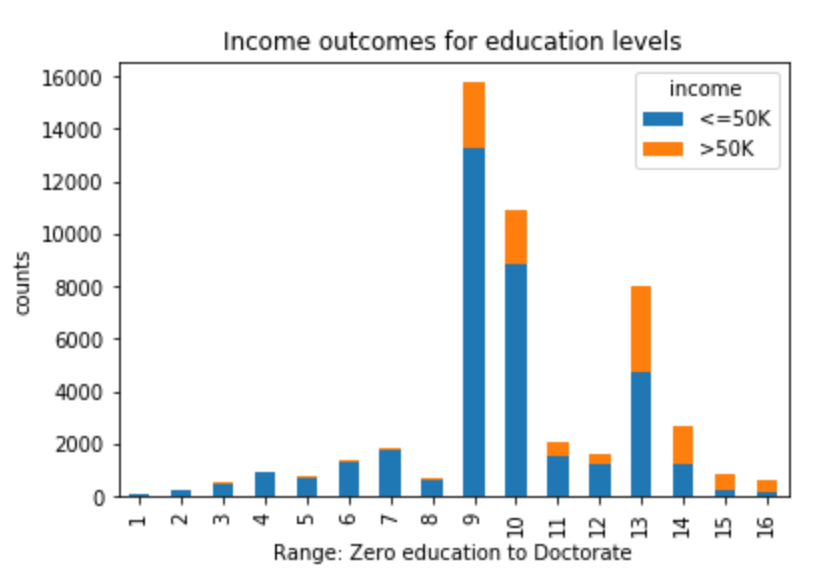 Income outcomes for education levels
income
<=50K
>50K
16000
14000
12000
10000
8000
6000
4000
2000
0
counts
1 2 3 4 5 6 7 8 9 10 11 12 13 14 15 16
Range: Zero education to Doctorate